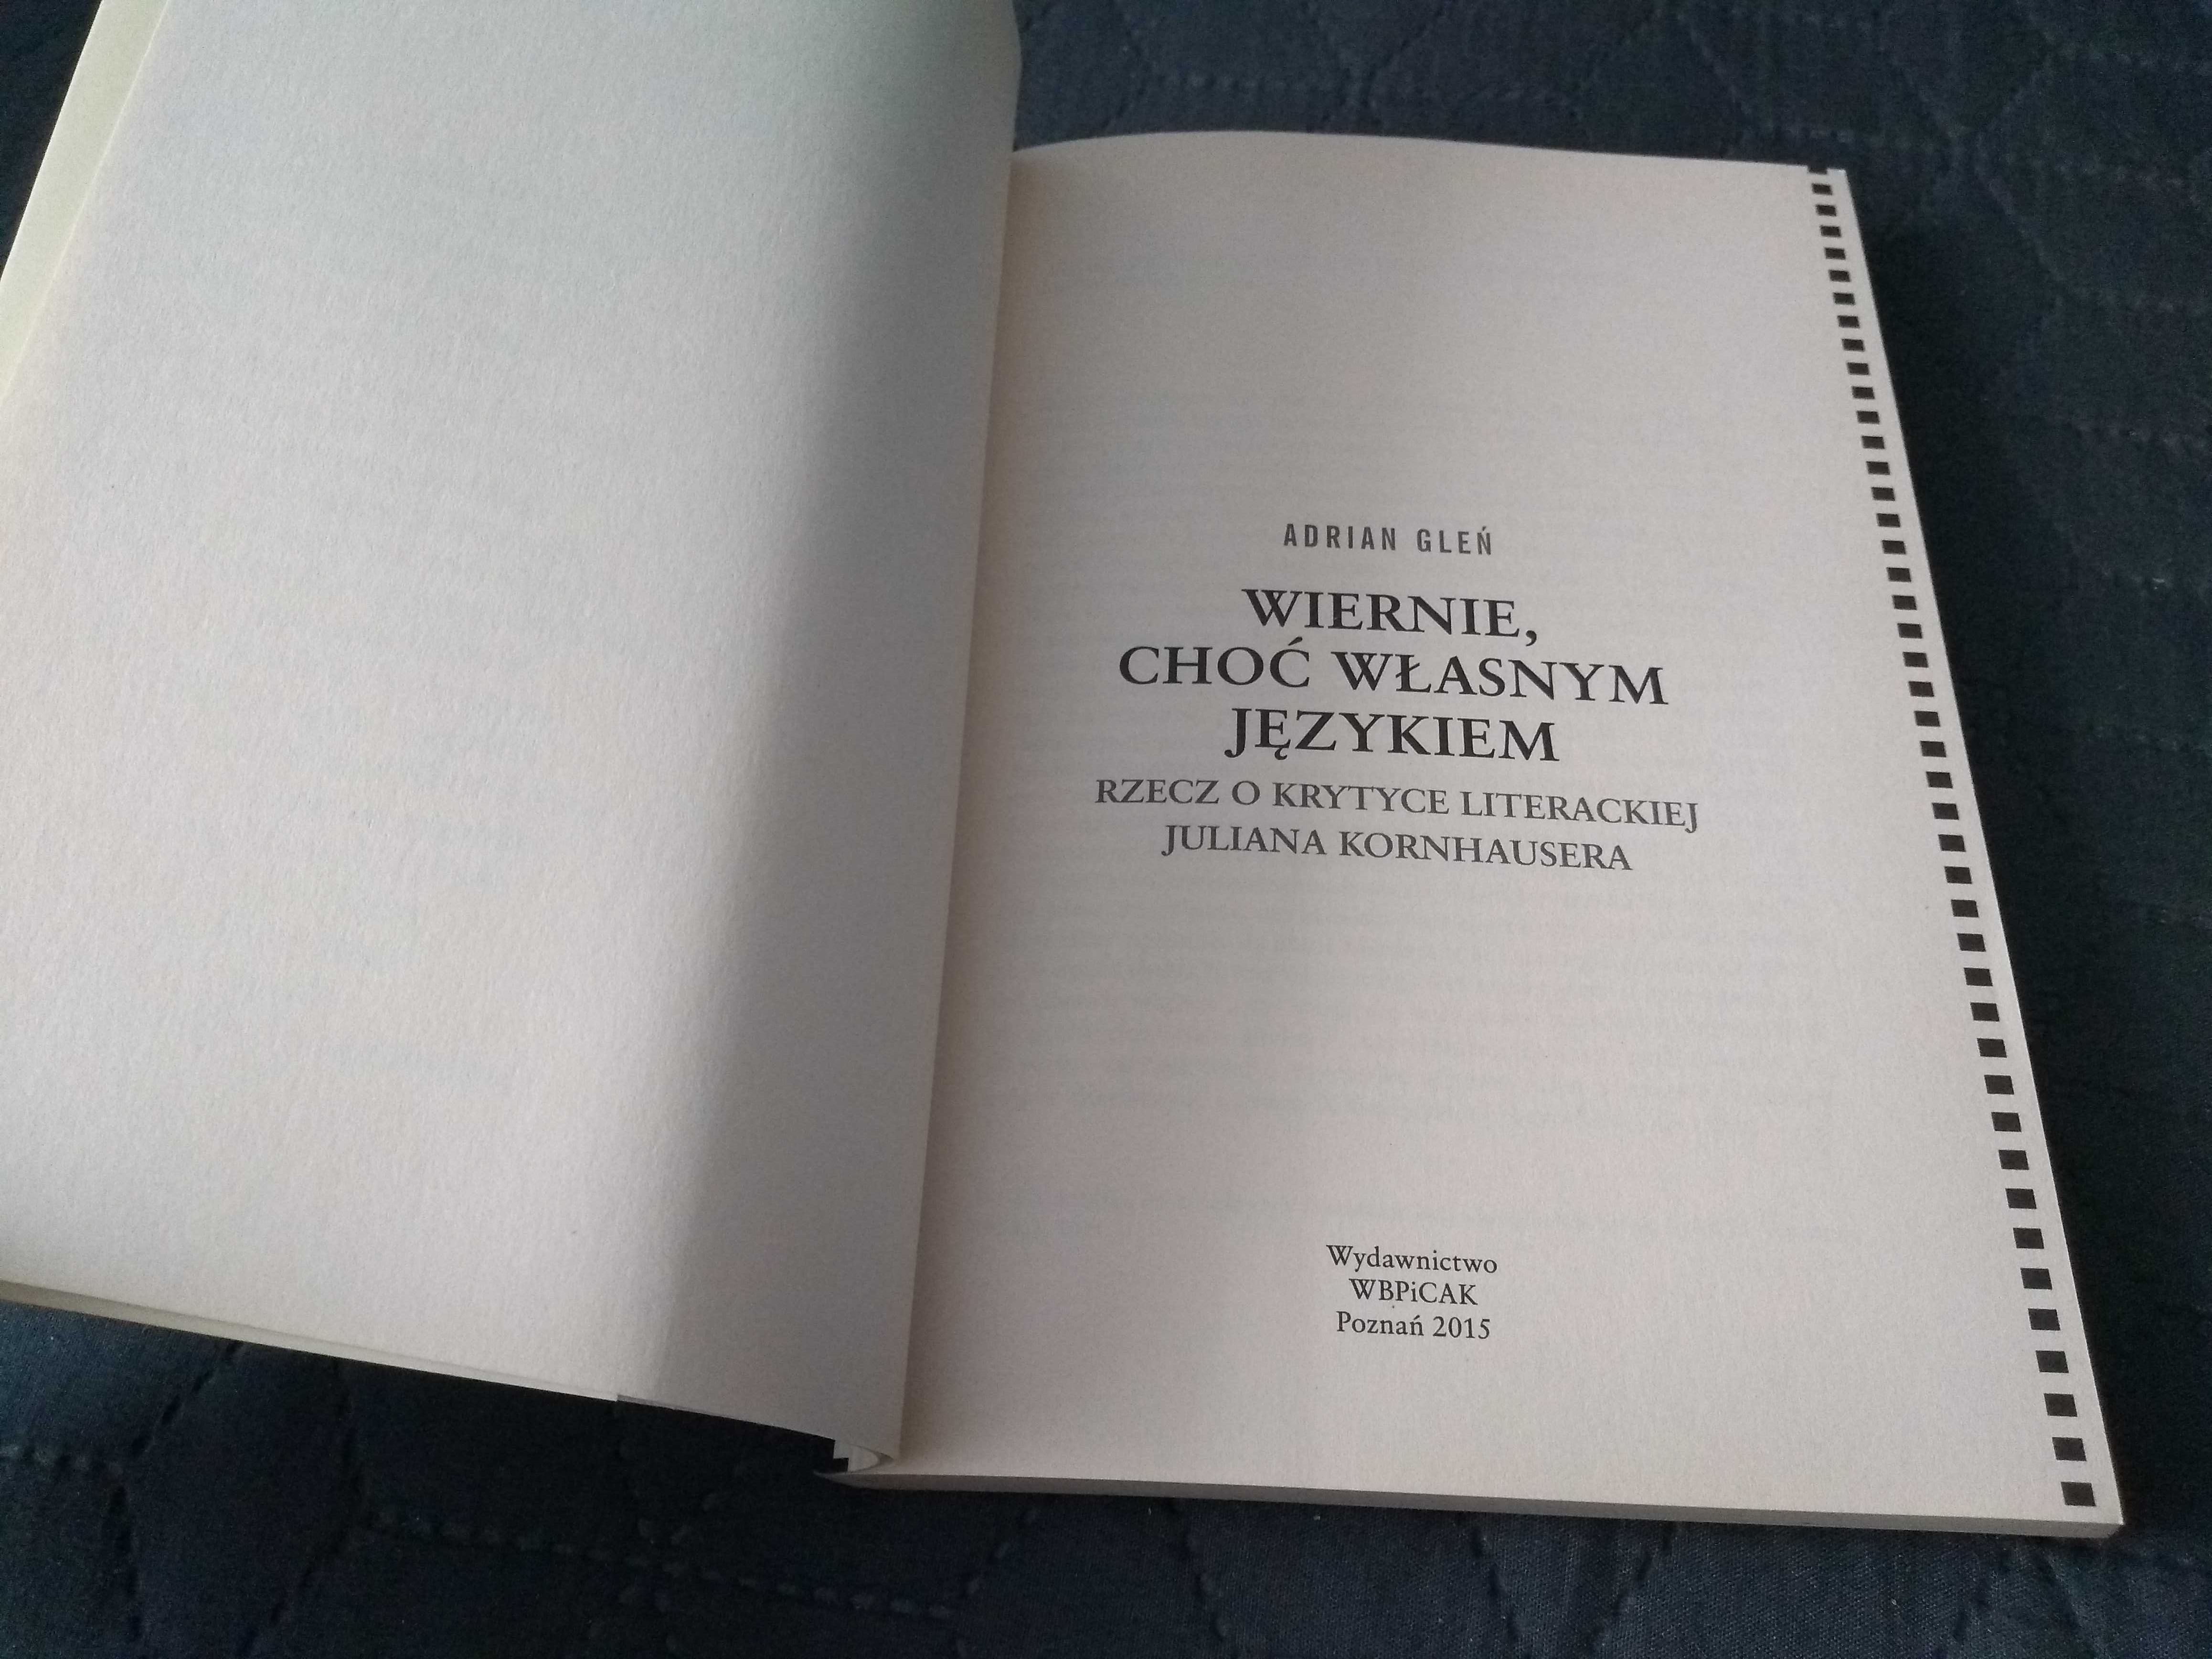 ADRIAN GLEŃ
WIERNIE,
CHOĆ WŁASNYM
JĘZYKIEM
RZECZ O KRYTYCE LITERACKIEJ
JULIANA KORNHAUSERA
Wydawnictwo
WBPiCAK
Poznań 2015